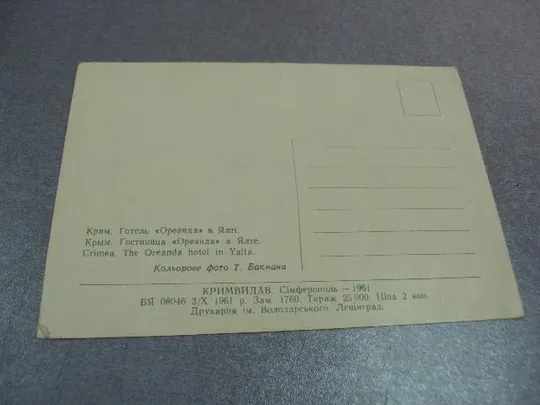 Крим. Готель «Ореанда» в Ялті.
Крым. Гостиница «Ореанда» в Ялте.
Crimea. The Oreanda hotel in Yalta.
Кольорове фото Т. Бакмана
КРИМВИДАВ. Сімферополь — 1961
БЯ 08046 3/X 1961 р. Зам. 1760. Тираж 25 000. Ціна 2 коп.
Друкарня ім. Володарського. Ленінград.